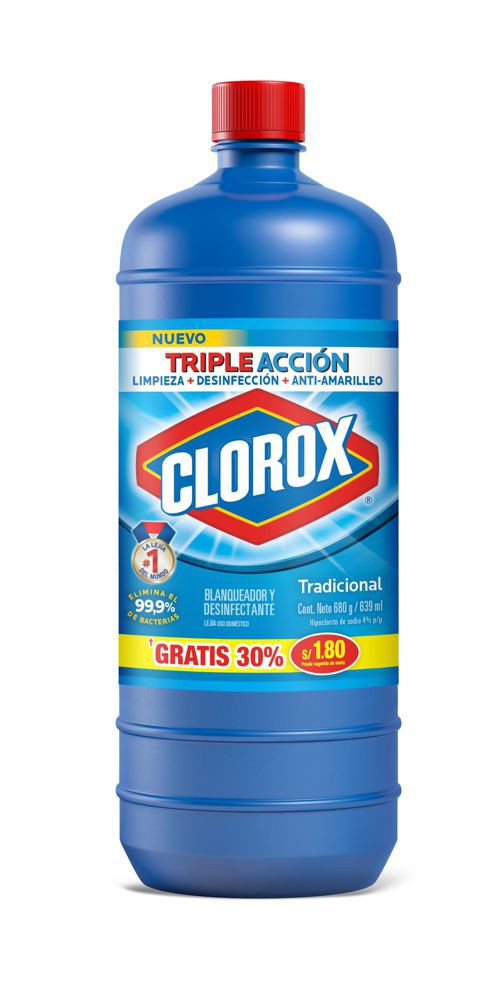 NUEVO
TRIPLE ACCIÓN
LIMPIEZA + DESINFECCIÓN + ANTI-AMARILLEO
CLOROX
®
LA LEJÍA
#1
DEL MUNDO
ELIMINA EL
99,9%
DE BACTERIAS
BLANQUEADOR Y
DESINFECTANTE
LEJÍA USO DOMÉSTICO
Tradicional
Cont. Neto 680 g / 639 ml
Hipoclorito de sodio 4% p/p
†GRATIS 30%
S/ 1.80
Precio sugerido de venta